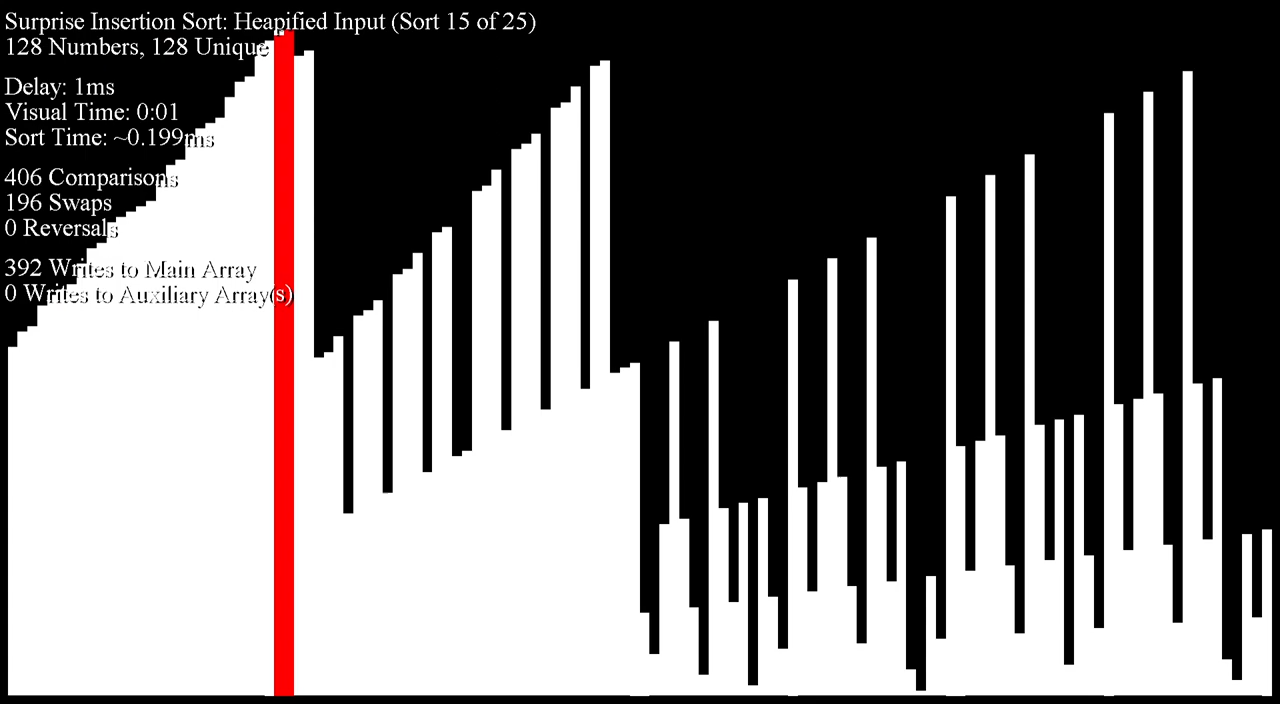 Surprise Insertion Sort: Heapified Input (Sort 15 of 25)
128 Numbers, 128 Unique
Delay: 1ms
Visual Time: 0:01
Sort Time: ~0.199ms
406 Comparisons
196 Swaps
0 Reversals
392 Writes to Main Array
0 Writes to Auxiliary Array(s)